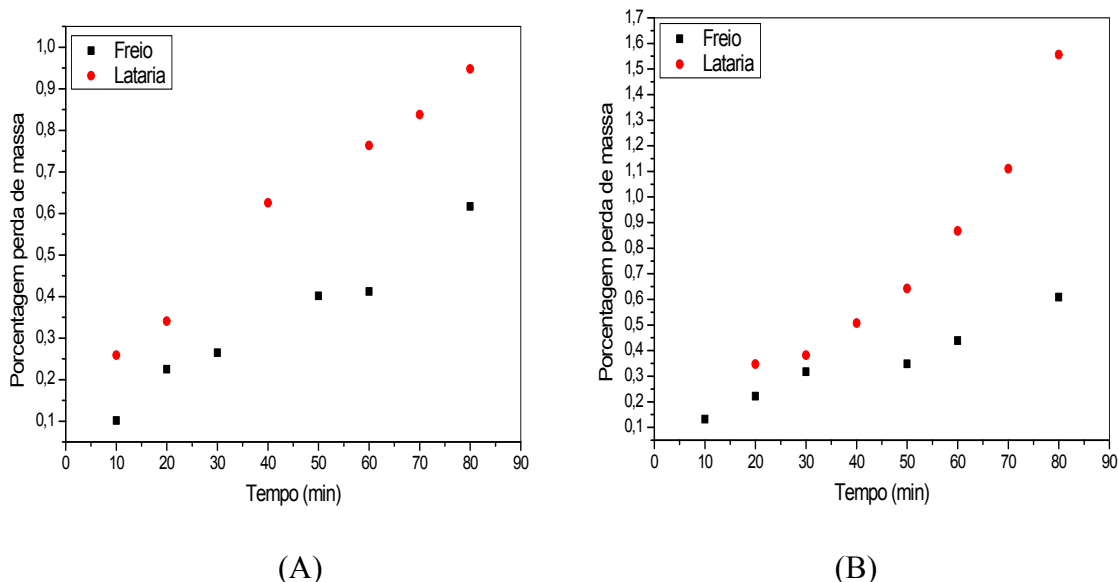 Porcentagem perda de massa
1,0
0,9
0,8
0,7
0,6
0,5
0,4
0,3
0,2
0,1
Freio
Lataria
0 10 20 30 40 50 60 70 80 90
Tempo (min)
(A)
Porcentagem perda de massa
1,7
1,6
1,5
1,4
1,3
1,2
1,1
1,0
0,9
0,8
0,7
0,6
0,5
0,4
0,3
0,2
0,1
Freio
Lataria
0 10 20 30 40 50 60 70 80 90
Tempo (min)
(B)